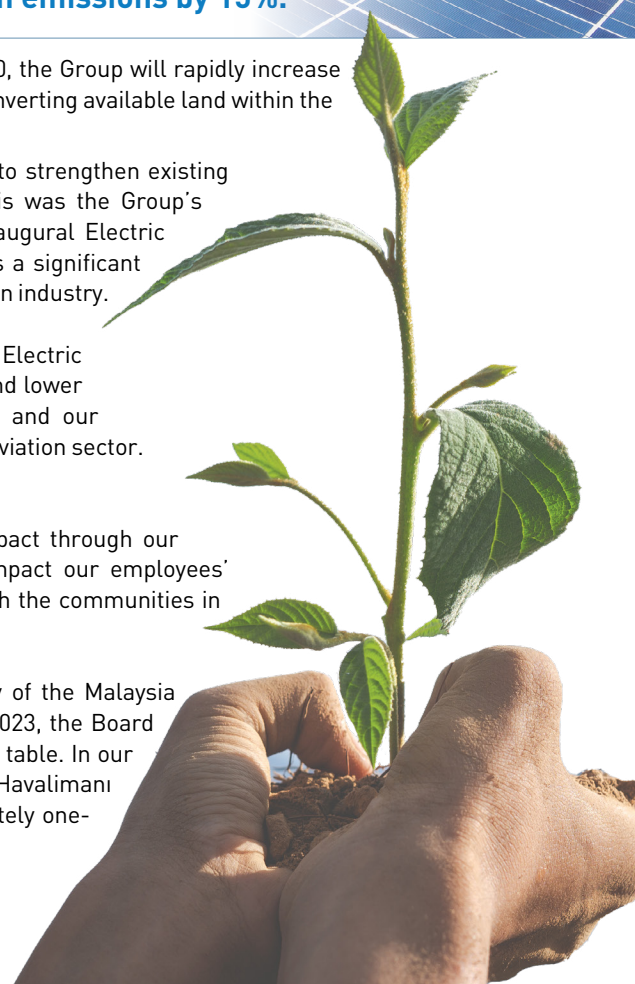 emissions by 15%.
0, the Group will rapidly increase
nverting available land within the
to strengthen existing
is was the Group's
augural Electric
s a significant
n industry.
Electric
nd lower
and our
viation sector.
pact through our
mpact our employees'
h the communities in
of the Malaysia
023, the Board
table. In our
Havalimanı
tely one-